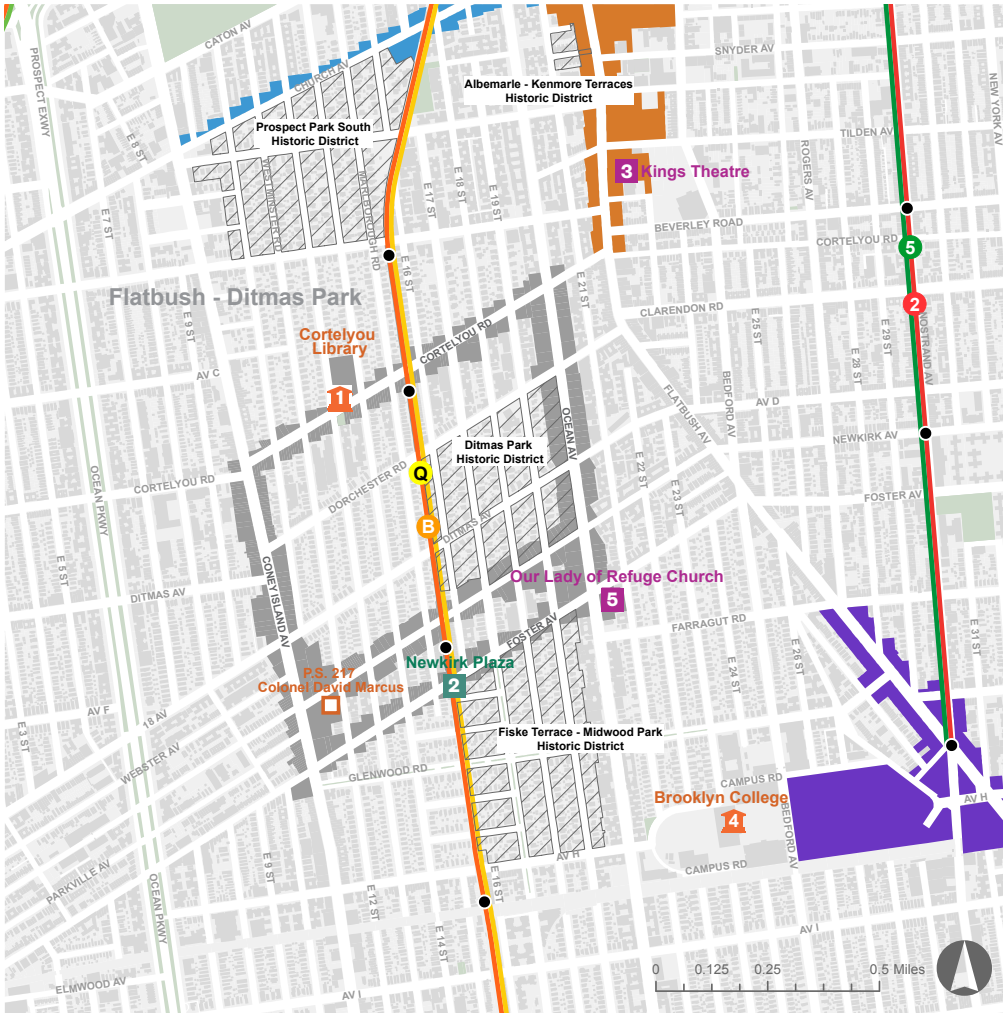 CATON AV
SNYDER AV
PROSPECT EXWY
CHURCH AV
Albemarle - Kenmore Terraces
Historic District
NEW YORK AV
Prospect Park South
Historic District
E 8 ST
TILDEN AV
ROGERS AV
WESTMINSTER RD
MARLBOROUGH RD
3
Kings Theatre
E 18 ST
E 17 ST
E 19 ST
E 7 ST
BEVERLEY ROAD
CORTELYOU RD
5
E 16 ST
Flatbush - Ditmas Park
E 21 ST
CLARENDON RD
2
E 9 ST
Cortelyou
Library
CORTELYOU RD
E 25 ST
E 29 ST
NOSTRAND AV
AV C
E 28 ST
1
FLATBUSH AV
BEDFORD AV
AV D
OCEAN AV
NEWKIRK AV
Ditmas Park
Historic District
Q
DORCHESTER RD
E 22 ST
CORTELYOU RD
OCEAN PKWY
E 23 ST
FOSTER AV
B
DITMAS AV
E 5 ST
CONEY ISLAND AV
Our Lady of Refuge Church
5
DITMAS AV
FARRAGUT RD
FOSTER AV
E 31 ST
E 26 ST
Newkirk Plaza
2
P.S. 217
Colonel David Marcus
E 24 ST
AV F
18 AV
E 3 ST
Fiske Terrace - Midwood Park
Historic District
WEBSTER AV
GLENWOOD RD
CAMPUS RD
Brooklyn College
4
AV H
BEDFORD AV
AV H
E 9 ST
CAMPUS RD
PARKVILLE AV
OCEAN PKWY
E 16 ST
E 12 ST
E 14 ST
AV I
ELMWOOD AV
AV I
0 0.125 0.25 0.5 Miles